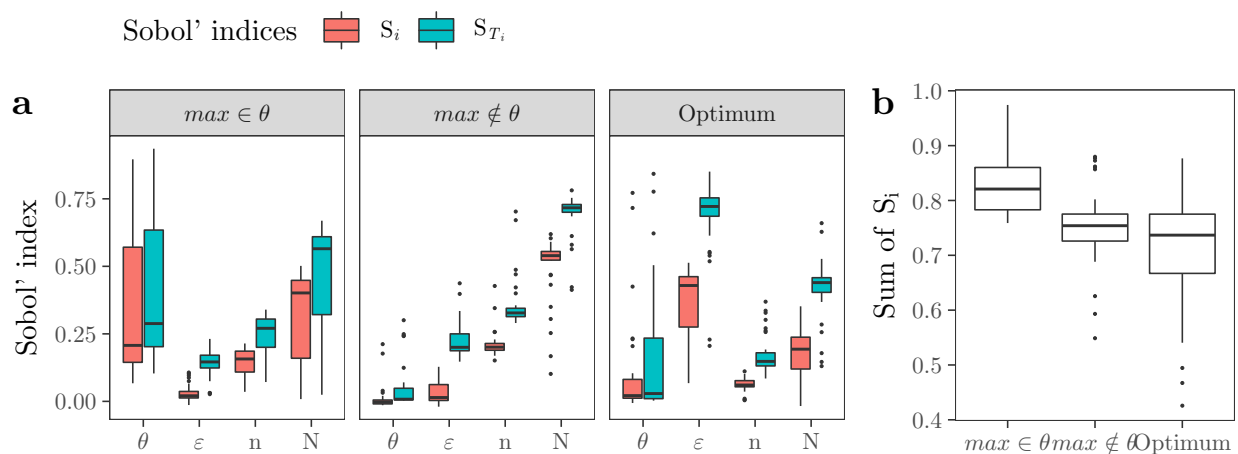 Sobol' indices S_i S_{T_i}
a
max ∈ θ max ∉ θ Optimum
Sobol' index
0.75
0.50
0.25
0.00
θ ε n N θ ε n N θ ε n N
b
Sum of S_i
1.0
0.9
0.8
0.7
0.6
0.5
0.4
max ∈ θ max ∉ θ Optimum